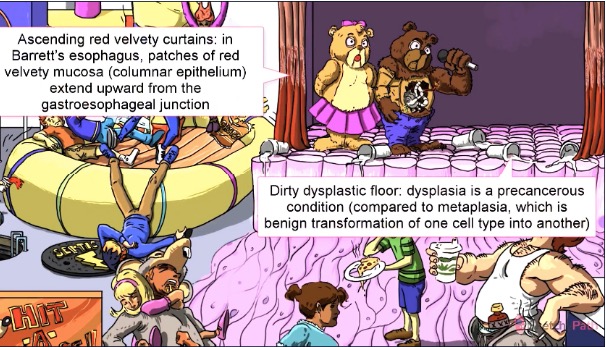 Ascending red velvety curtains: in
Barrett's esophagus, patches of red
velvety mucosa (columnar epithelium)
extend upward from the
gastroesophageal junction
Dirty dysplastic floor: dysplasia is a precancerous
condition (compared to metaplasia, which is
benign transformation of one cell type into another)
HIT